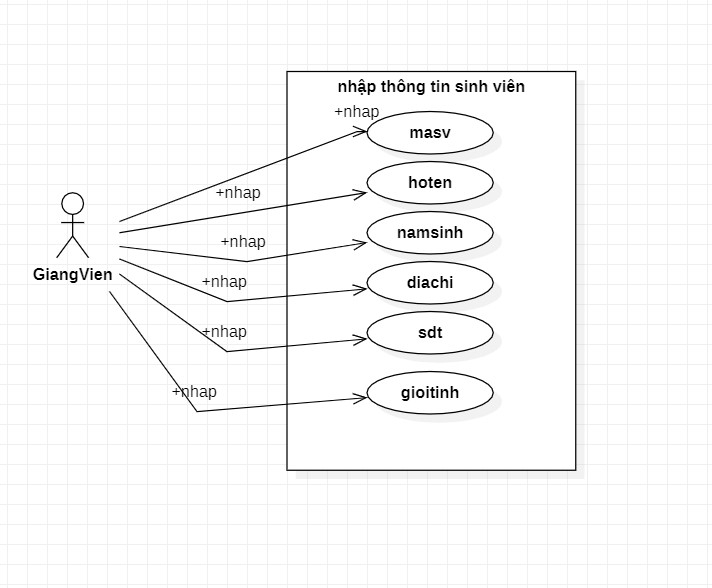 nhập thông tin sinh viên
+nhap
masv
+nhap
hoten
+nhap
namsinh
GiangVien
+nhap
diachi
+nhap
sdt
+nhap
gioitinh